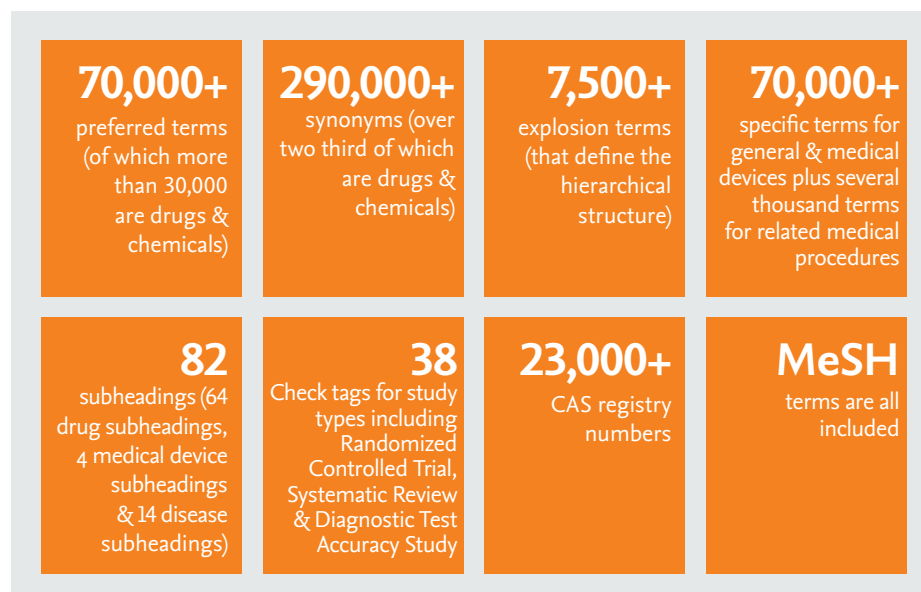 70,000+
preferred terms
(of which more
than 30,000
are drugs &
chemicals)
290,000+
synonyms (over
two third of which
are drugs &
chemicals)
7,500+
explosion terms
(that define the
hierarchical
structure)
70,000+
specific terms for
general & medical
devices plus several
thousand terms
for related medical
procedures
82
subheadings (64
drug subheadings,
4 medical device
subheadings
& 14 disease
subheadings)
38
Check tags for study
types including
Randomized
Controlled Trial,
Systematic Review
& Diagnostic Test
Accuracy Study
23,000+
CAS registry
numbers
MeSH
terms are all
included